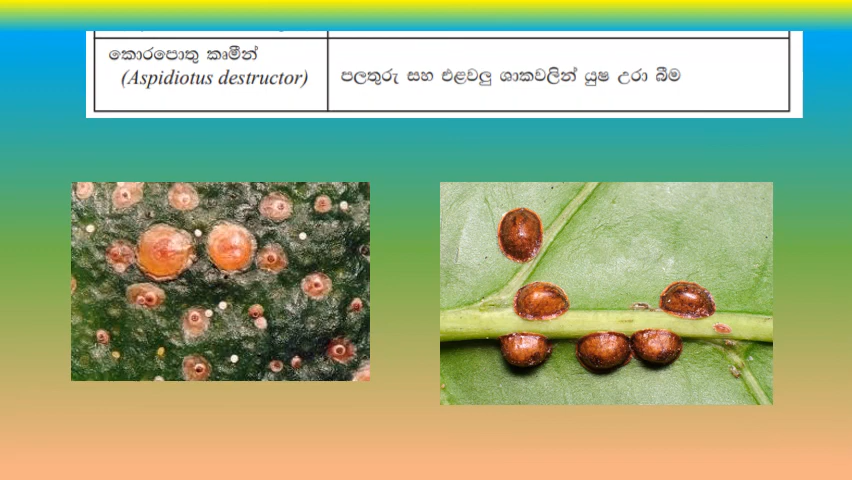 කොරපොතු කෘමීන්
(Aspidiotus destructor)
පලතුරු සහ එළවලු ශාකවලින් යුෂ උරා බීම